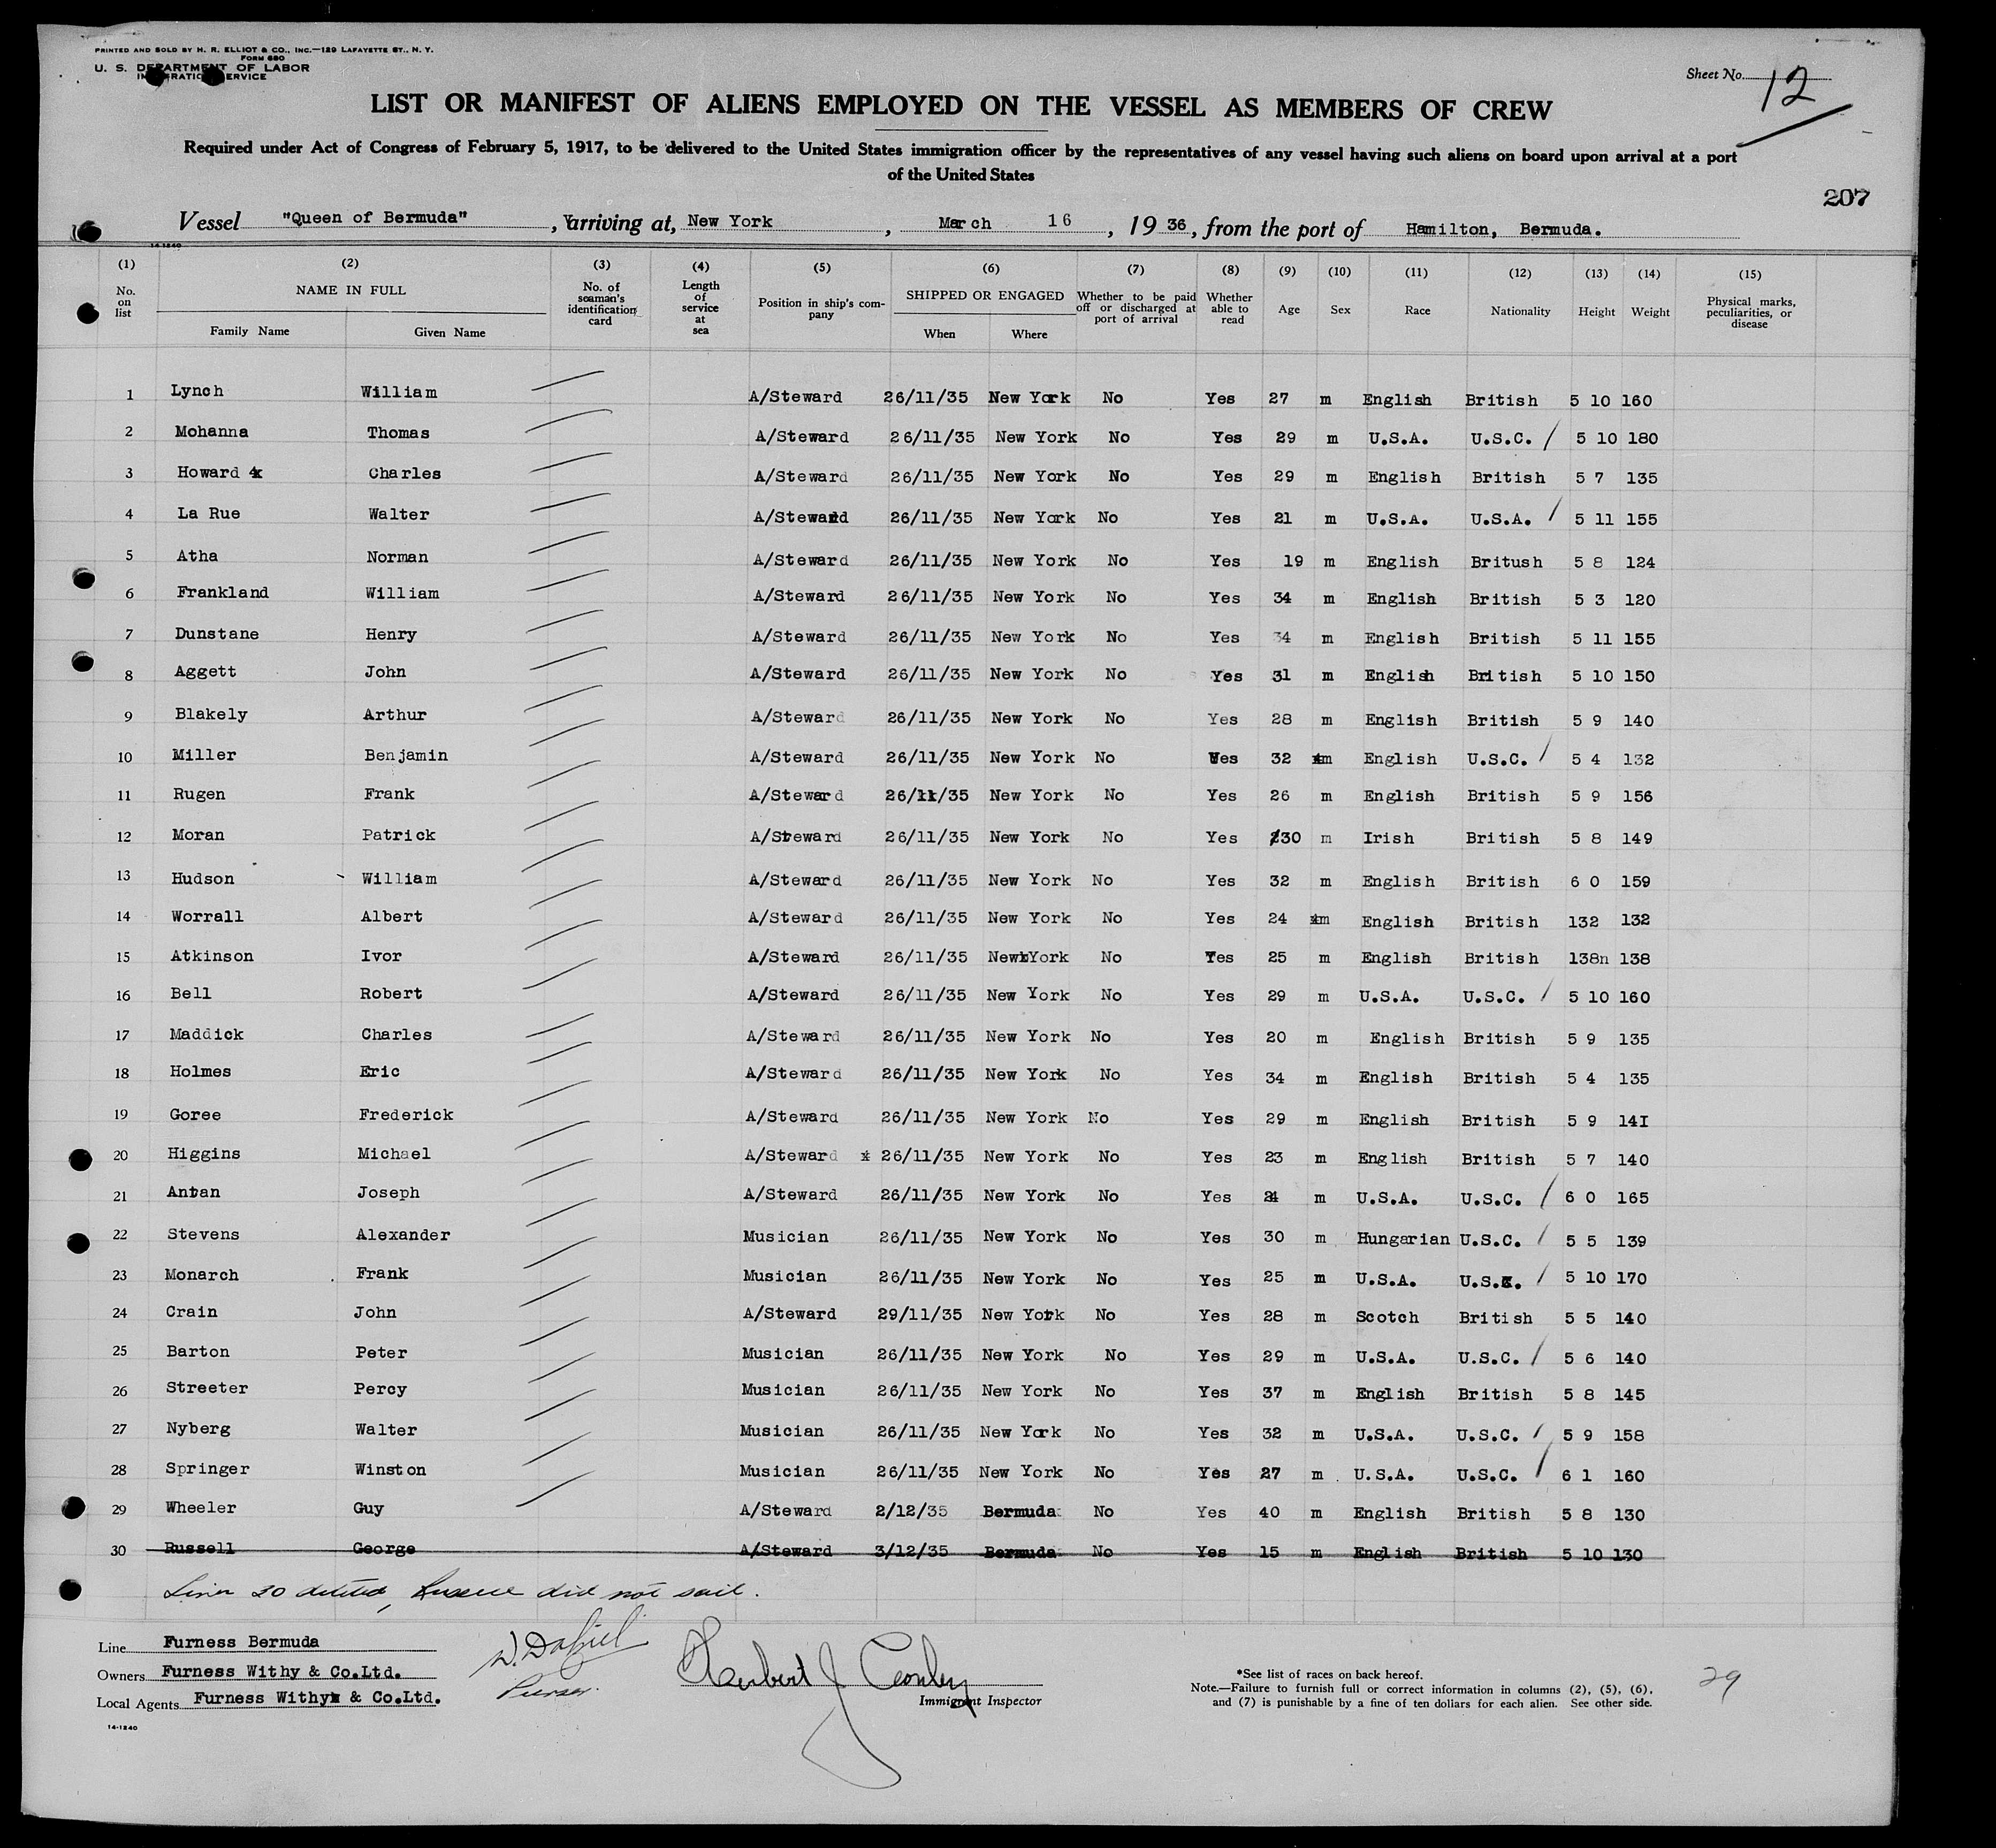 PRINTED AND SOLD BY H. R. ELLIOT & CO., INC.—129 LAFAYETTE ST., N. Y.
FORM 680
U. S. DEPARTMENT OF LABOR
IMMIGRATION SERVICE
Sheet No. 12
LIST OR MANIFEST OF ALIENS EMPLOYED ON THE VESSEL AS MEMBERS OF CREW
Required under Act of Congress of February 5, 1917, to be delivered to the United States immigration officer by the representatives of any vessel having such aliens on board upon arrival at a port
of the United States
207
Vessel "Queen of Bermuda", arriving at, New York, March 16, 1936, from the port of Hamilton, Bermuda.
14-1240
(1) (2) (3) (4) (5) (6) (7) (8) (9) (10) (11) (12) (13) (14) (15)
No. on list NAME IN FULL Family Name Given Name No. of seaman's identification card Length of service at sea Position in ship's company SHIPPED OR ENGAGED When Where Whether to be paid off or discharged at port of arrival Whether able to read Age Sex Race Nationality Height Weight Physical marks, peculiarities, or disease
1 Lynch William A/Steward 26/11/35 New York No Yes 27 m English British 5 10 160
2 Mohanna Thomas A/Steward 26/11/35 New York No Yes 29 m U.S.A. U.S.C. / 5 10 180
3 Howard Charles A/Steward 26/11/35 New York No Yes 29 m English British 5 7 135
4 La Rue Walter A/Steward 26/11/35 New York No Yes 21 m U.S.A. U.S.A. / 5 11 155
5 Atha Norman A/Steward 26/11/35 New York No Yes 19 m English Britush 5 8 124
6 Frankland William A/Steward 26/11/35 New York No Yes 34 m English British 5 3 120
7 Dunstane Henry A/Steward 26/11/35 New York No Yes 34 m English British 5 11 155
8 Aggett John A/Steward 26/11/35 New York No Yes 31 m English British 5 10 150
9 Blakely Arthur A/Steward 26/11/35 New York No Yes 28 m English British 5 9 140
10 Miller Benjamin A/Steward 26/11/35 New York No Yes 32 m English U.S.C. / 5 4 132
11 Rugen Frank A/Steward 26/11/35 New York No Yes 26 m English British 5 9 156
12 Moran Patrick A/Steward 26/11/35 New York No Yes 30 m Irish British 5 8 149
13 Hudson William A/Steward 26/11/35 New York No Yes 32 m English British 6 0 159
14 Worrall Albert A/Steward 26/11/35 New York No Yes 24 m English British 132 132
15 Atkinson Ivor A/Steward 26/11/35 New York No Yes 25 m English British 138n 138
16 Bell Robert A/Steward 26/11/35 New York No Yes 29 m U.S.A. U.S.C. / 5 10 160
17 Maddick Charles A/Steward 26/11/35 New York No Yes 20 m English British 5 9 135
18 Holmes Eric A/Steward 26/11/35 New York No Yes 34 m English British 5 4 135
19 Goree Frederick A/Steward 26/11/35 New York No Yes 29 m English British 5 9 14I
20 Higgins Michael A/Steward 26/11/35 New York No Yes 23 m English British 5 7 140
21 Joseph A/Steward 26/11/35 New York No Yes m U.S.A. U.S.C. / 6 0 165
22 Stevens Alexander Musician 26/11/35 New York No Yes 30 m Hungarian U.S.C. / 5 5 139
23 Monarch Frank Musician 26/11/35 New York No Yes 25 m U.S.A. U.S.C. / 5 10 170
24 Crain John A/Steward 29/11/35 New York No Yes 28 m Scotch British 5 5 140
25 Barton Peter Musician 26/11/35 New York No Yes 29 m U.S.A. U.S.C. / 5 6 140
26 Streeter Percy Musician 26/11/35 New York No Yes 37 m English British 5 8 145
27 Nyberg Walter Musician 26/11/35 New York No Yes 32 m U.S.A. U.S.C. / 5 9 158
28 Springer Winston Musician 26/11/35 New York No Yes 27 m U.S.A. U.S.C. / 6 1 160
29 Wheeler Guy A/Steward 2/12/35 Bermuda No Yes 40 m English British 5 8 130
30 Russell George A/Steward 3/12/35 Bermuda No Yes 15 m English British 5 10 130
Line 30 deleted, Russell did not sail.
Line Furness Bermuda
Owners Furness Withy & Co.Ltd.
Local Agents Furness Withy & Co.Ltd.
Purser.
Herbert J Conley
Immigrant Inspector
*See list of races on back hereof.
Note.—Failure to furnish full or correct information in columns (2), (5), (6),
and (7) is punishable by a fine of ten dollars for each alien. See other side.
29
14-1240